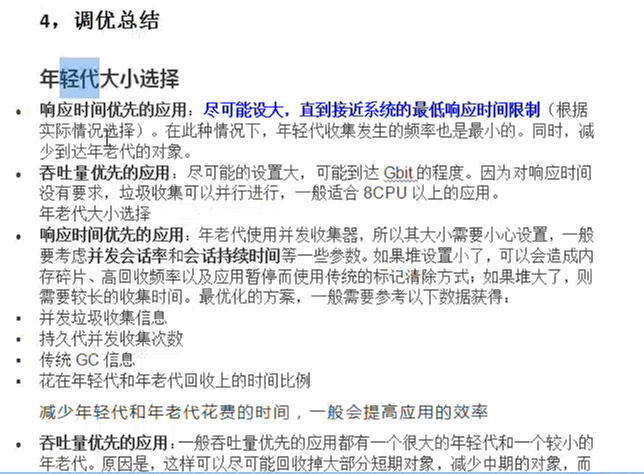 4，调优总结
年轻代大小选择
• 响应时间优先的应用：尽可能设大，直到接近系统的最低响应时间限制（根据
实际情况选择）。在此种情况下，年轻代收集发生的频率也是最小的。同时，减
少到达年老代的对象。
• 吞吐量优先的应用：尽可能的设置大，可能到达 Gbit 的程度。因为对响应时间
没有要求，垃圾收集可以并行进行，一般适合 8CPU 以上的应用。
年老代大小选择
• 响应时间优先的应用：年老代使用并发收集器，所以其大小需要小心设置，一般
要考虑并发会话率和会话持续时间等一些参数。如果堆设置小了，可以会造成内
存碎片、高回收频率以及应用暂停而使用传统的标记清除方式；如果堆大了，则
需要较长的收集时间。最优化的方案，一般需要参考以下数据获得：
▪ 并发垃圾收集信息
▪ 持久代并发收集次数
▪ 传统 GC 信息
▪ 花在年轻代和年老代回收上的时间比例
减少年轻代和年老代花费的时间，一般会提高应用的效率
• 吞吐量优先的应用：一般吞吐量优先的应用都有一个很大的年轻代和一个较小的
年老代。原因是，这样可以尽可能回收掉大部分短期对象，减少中期的对象，而